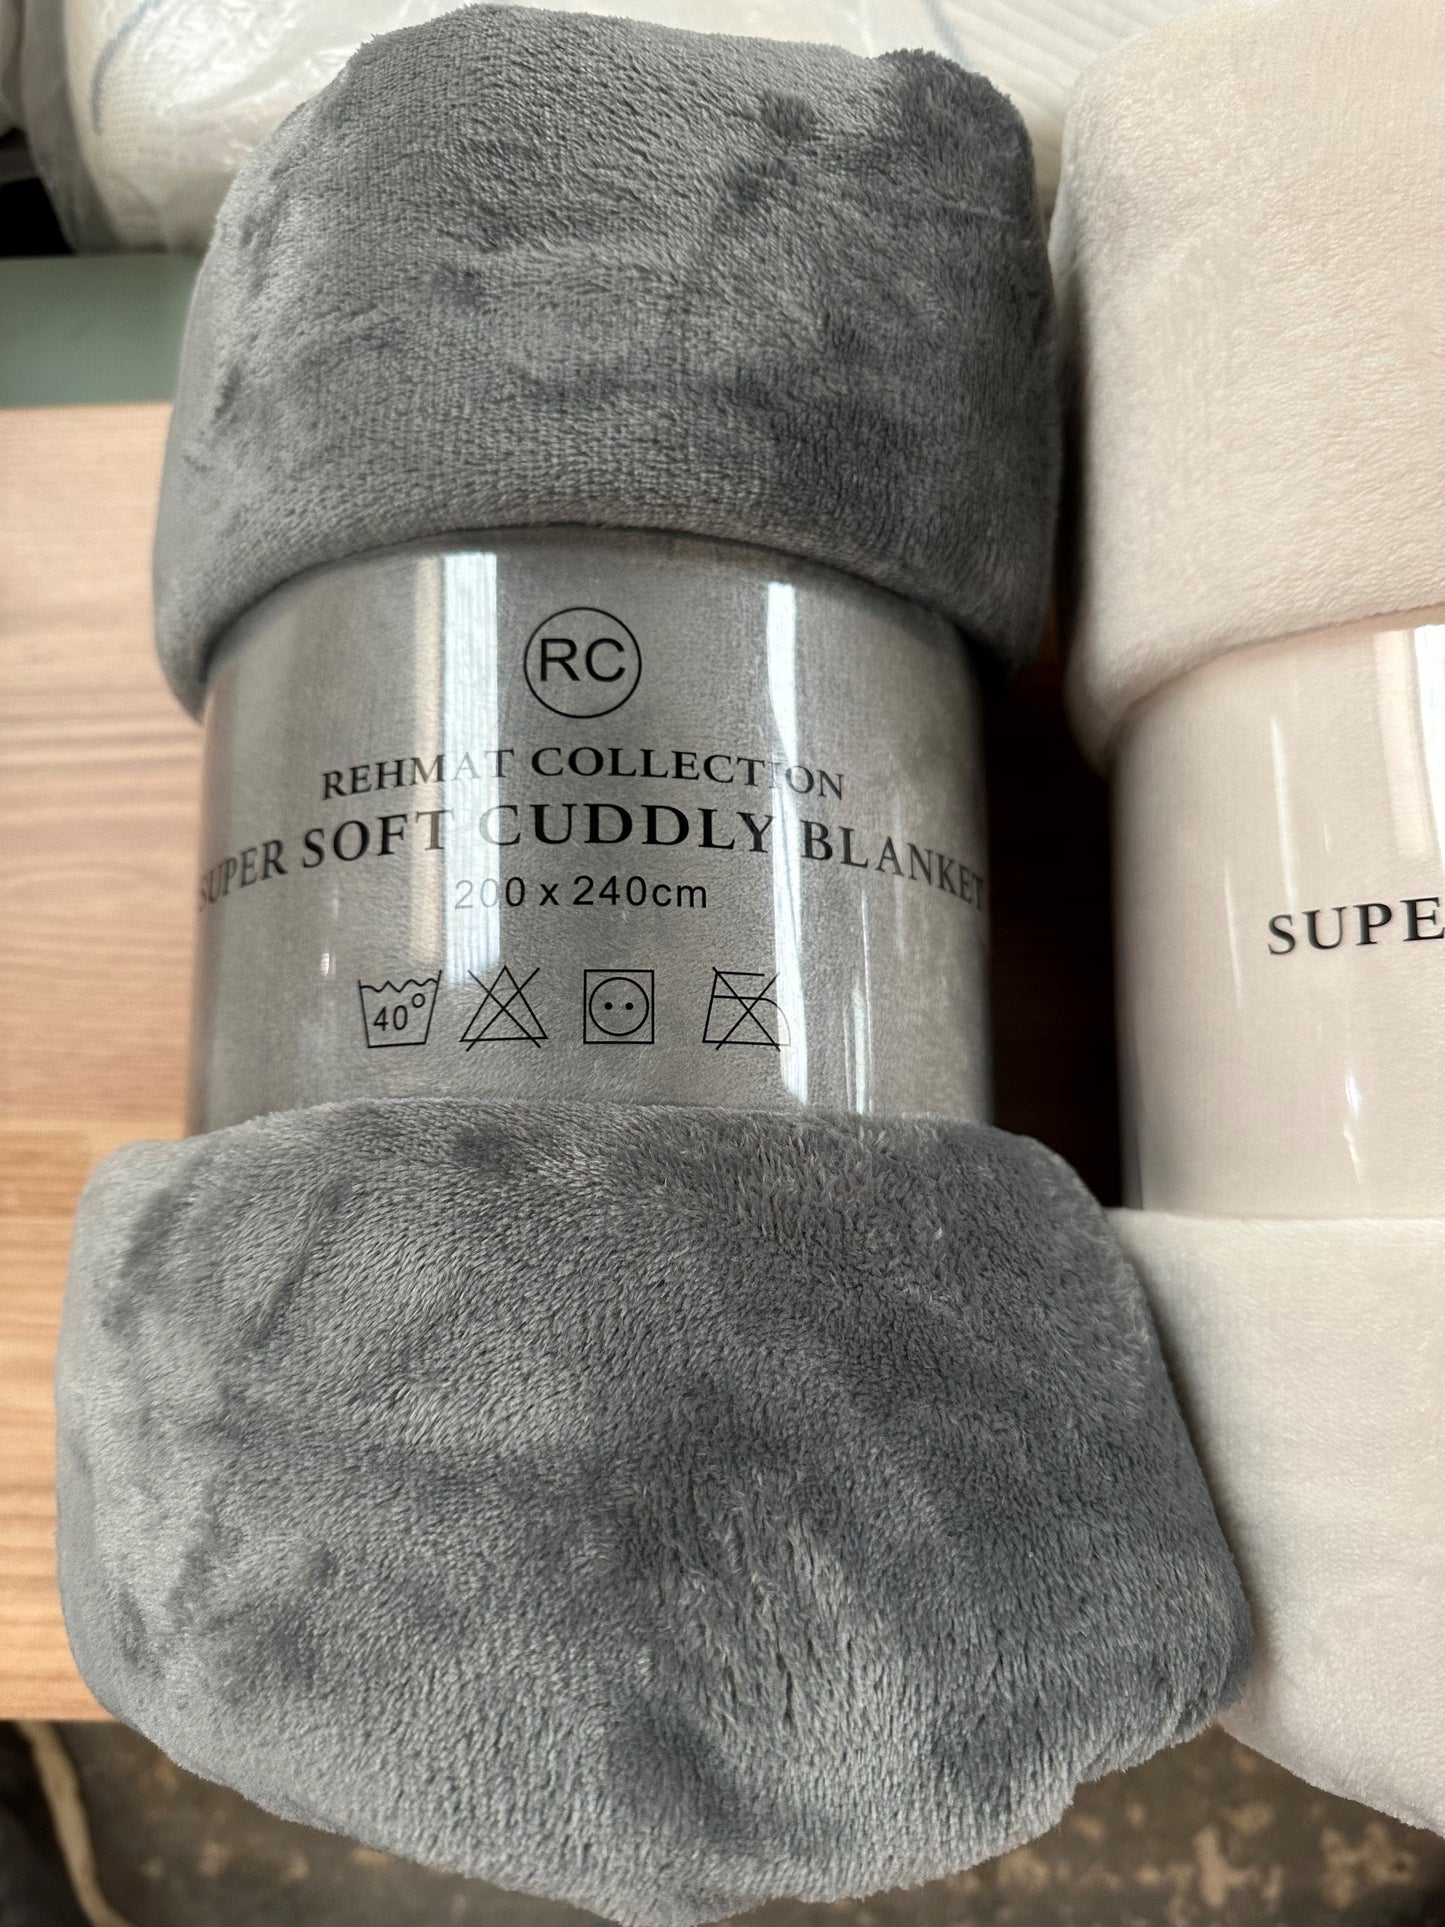 RC
REHMAT COLLECTION
SUPER SOFT CUDDLY BLANKET
200 x 240cm
40°
SUPE